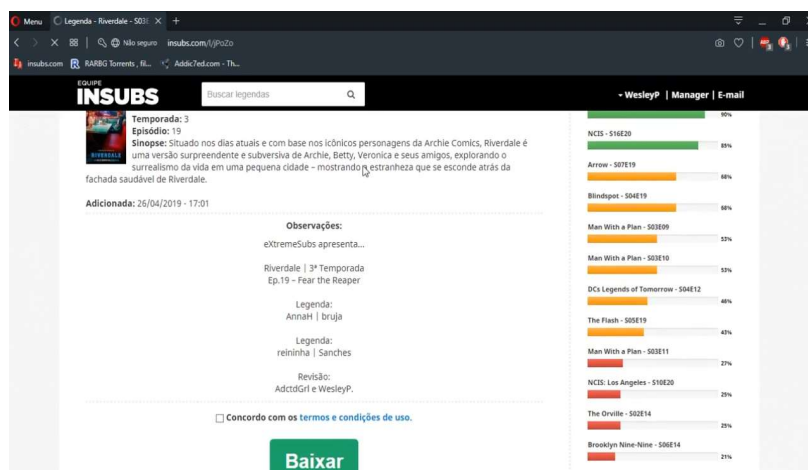 Menu
Legenda - Riverdale - S03E
Não seguro insubs.com/l/jPoZo
insubs.com
RARBG Torrents , fil...
Addic7ed.com - Th...
EQUIPE
INSUBS
Buscar legendas
WesleyP | Manager | E-mail
Temporada: 3
Episódio: 19
Sinopse: Situado nos dias atuais e com base nos icônicos personagens da Archie Comics, Riverdale é
uma versão surpreendente e subversiva de Archie, Betty, Veronica e seus amigos, explorando o
surrealismo da vida em uma pequena cidade – mostrando estranheza que se esconde atrás da
fachada saudável de Riverdale.
Adicionada: 26/04/2019 - 17:01
Observações:
eXtremeSubs apresenta...
Riverdale | 3ª Temporada
Ep.19 – Fear the Reaper
Legenda:
AnnaH | bruja
Legenda:
reininha | Sanches
Revisão:
AdctdGrl e WesleyP.
Concordo com os termos e condições de uso.
Baixar
90%
NCIS - S16E20
89%
Arrow - S07E19
68%
Blindspot - S04E19
68%
Man With a Plan - S03E09
53%
Man With a Plan - S03E10
53%
DCs Legends of Tomorrow - S04E12
46%
The Flash - S05E19
43%
Man With a Plan - S03E11
27%
NCIS: Los Angeles - S10E20
25%
The Orville - S02E14
25%
Brooklyn Nine-Nine - S06E14
21%